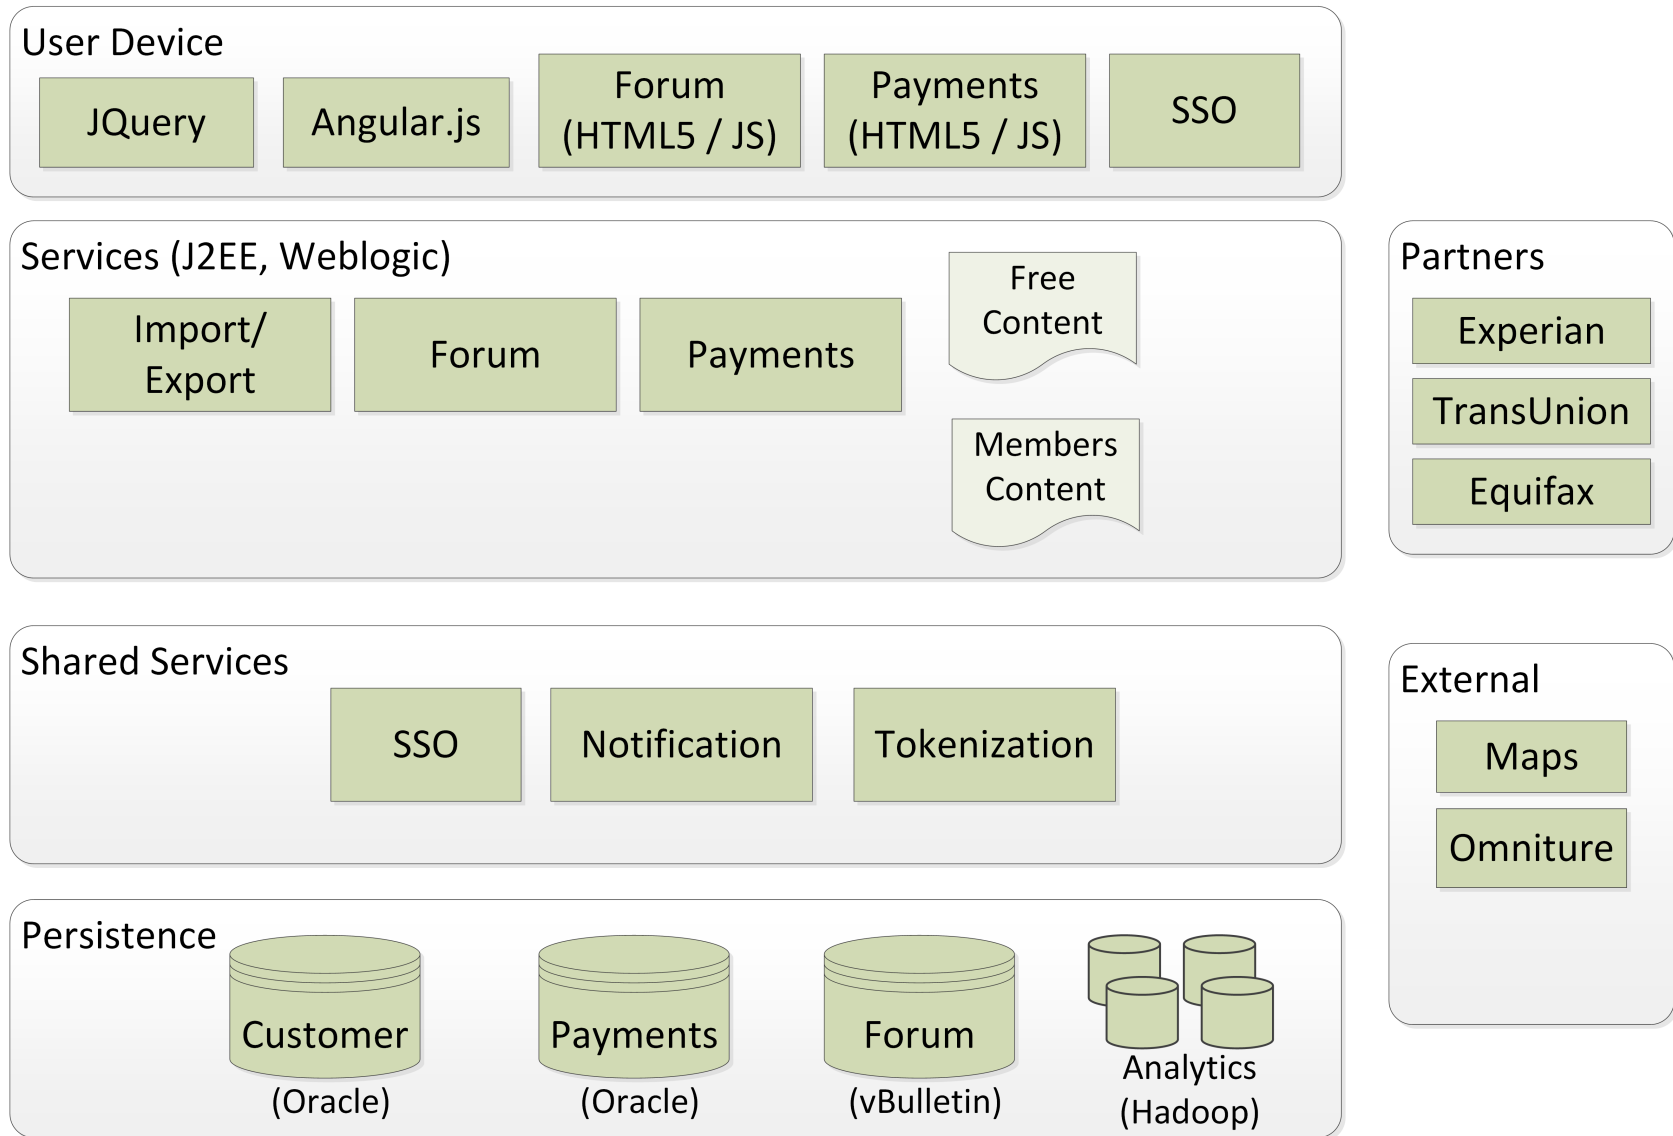 User Device
JQuery
Angular.js
Forum
(HTML5 / JS)
Payments
(HTML5 / JS)
SSO
Services (J2EE, Weblogic)
Import/
Export
Forum
Payments
Free
Content
Members
Content
Partners
Experian
TransUnion
Equifax
Shared Services
SSO
Notification
Tokenization
External
Maps
Omniture
Persistence
Customer
(Oracle)
Payments
(Oracle)
Forum
(vBulletin)
Analytics
(Hadoop)